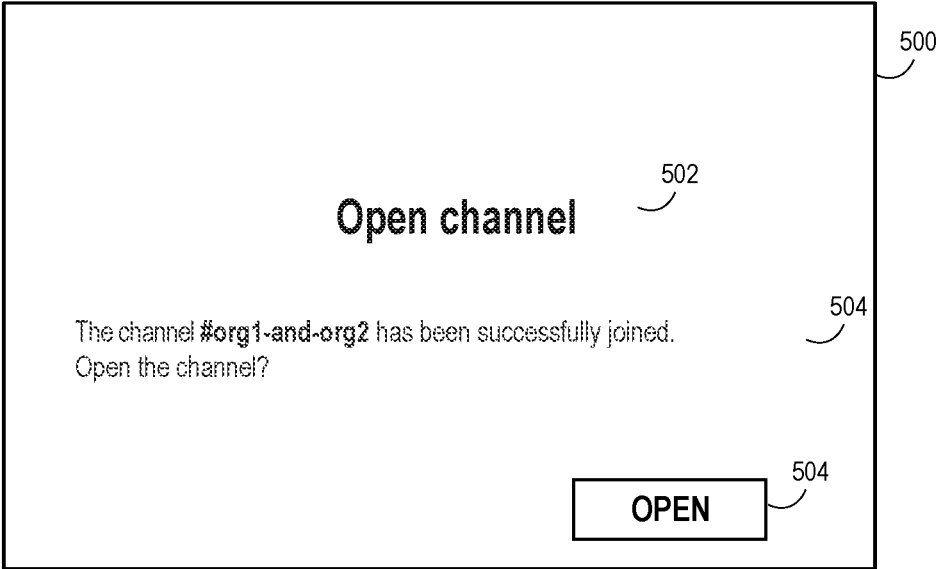 500
502
Open channel
504
The channel #org1-and-org2 has been successfully joined.
Open the channel?
504
OPEN